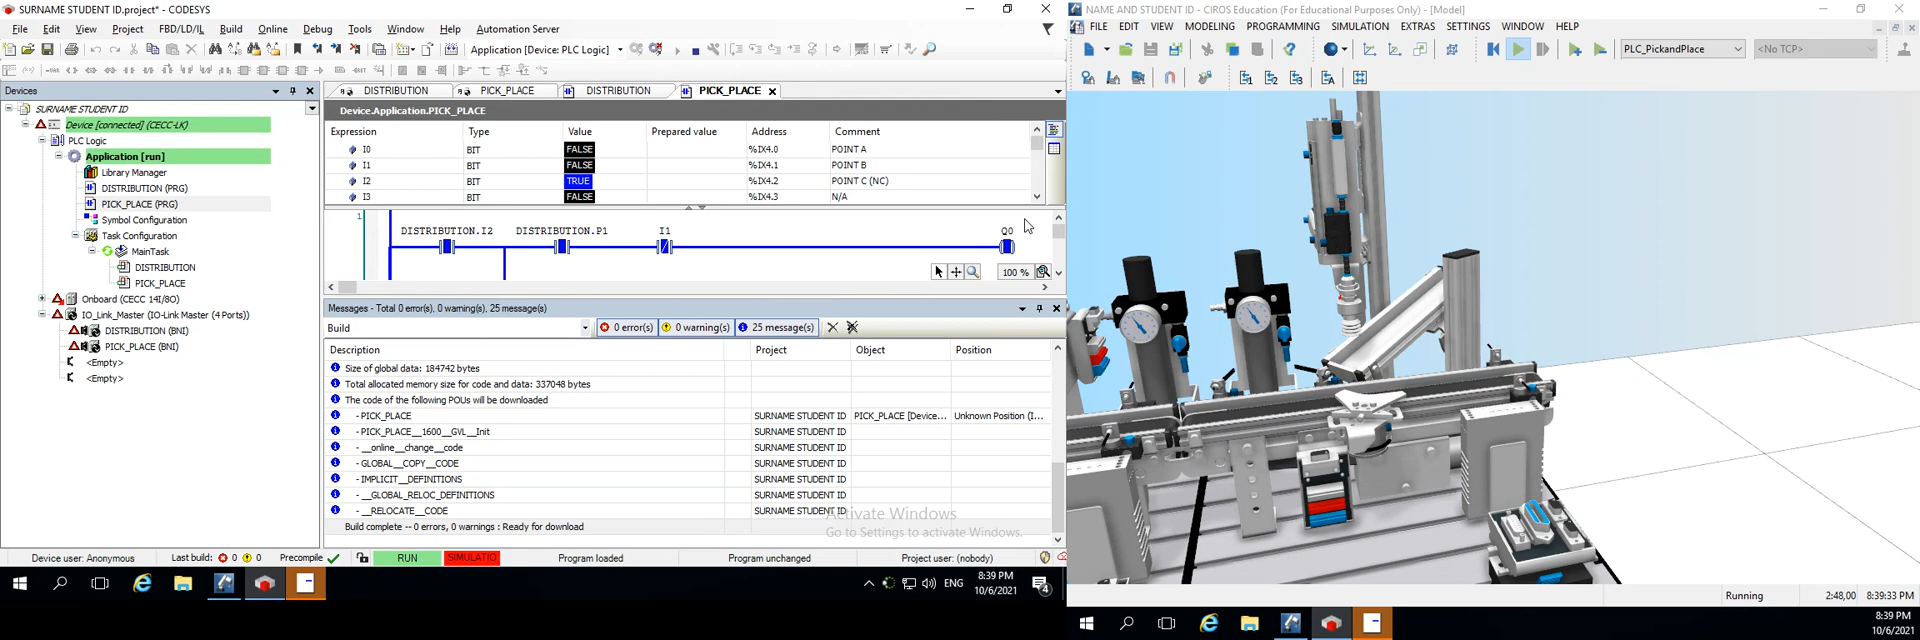 SURNAME STUDENT ID.project* - CODESYS
File Edit View Project FBD/LD/IL Build Online Debug Tools Window Help Automation Server
Application [Device: PLC Logic]
Devices
SURNAME STUDENT ID
Device [connected] (CECC-LK)
PLC Logic
Application [run]
Library Manager
DISTRIBUTION (PRG)
PICK_PLACE (PRG)
Symbol Configuration
Task Configuration
MainTask
DISTRIBUTION
PICK_PLACE
Onboard (CECC 14I/8O)
IO_Link_Master (IO-Link Master (4 Ports))
DISTRIBUTION (BNI)
PICK_PLACE (BNI)
<Empty>
<Empty>
DISTRIBUTION PICK_PLACE DISTRIBUTION PICK_PLACE
Device.Application.PICK_PLACE
Expression Type Value Prepared value Address Comment
I0 BIT FALSE %IX4.0 POINT A
I1 BIT FALSE %IX4.1 POINT B
I2 BIT TRUE %IX4.2 POINT C (NC)
I3 BIT FALSE %IX4.3 N/A
1
DISTRIBUTION.I2 DISTRIBUTION.P1 I1 Q0
100 %
Messages - Total 0 error(s), 0 warning(s), 25 message(s)
Build 0 error(s) 0 warning(s) 25 message(s)
Description Project Object Position
Size of global data: 184742 bytes
Total allocated memory size for code and data: 337048 bytes
The code of the following POUs will be downloaded
- PICK_PLACE SURNAME STUDENT ID PICK_PLACE [Device... Unknown Position (I...
- PICK_PLACE__1600__GVL__Init SURNAME STUDENT ID
- __online__change__code SURNAME STUDENT ID
- GLOBAL__COPY__CODE SURNAME STUDENT ID
- IMPLICIT__DEFINITIONS SURNAME STUDENT ID
- __GLOBAL_RELOC_DEFINITIONS SURNAME STUDENT ID
- __RELOCATE__CODE SURNAME STUDENT ID
Build complete -- 0 errors, 0 warnings : Ready for download
Activate Windows
Go to Settings to activate Windows.
Device user: Anonymous Last build: 0 0 Precompile RUN SIMULATIO Program loaded Program unchanged Project user: (nobody)
ENG 8:39 PM
10/6/2021
4
NAME AND STUDENT ID - CIROS Education (For Educational Purposes Only) - [Model]
FILE EDIT VIEW MODELING PROGRAMMING SIMULATION EXTRAS SETTINGS WINDOW HELP
PLC_PickandPlace <No TCP>
Running 2:48,00 8:39:33 PM
8:39 PM
10/6/2021